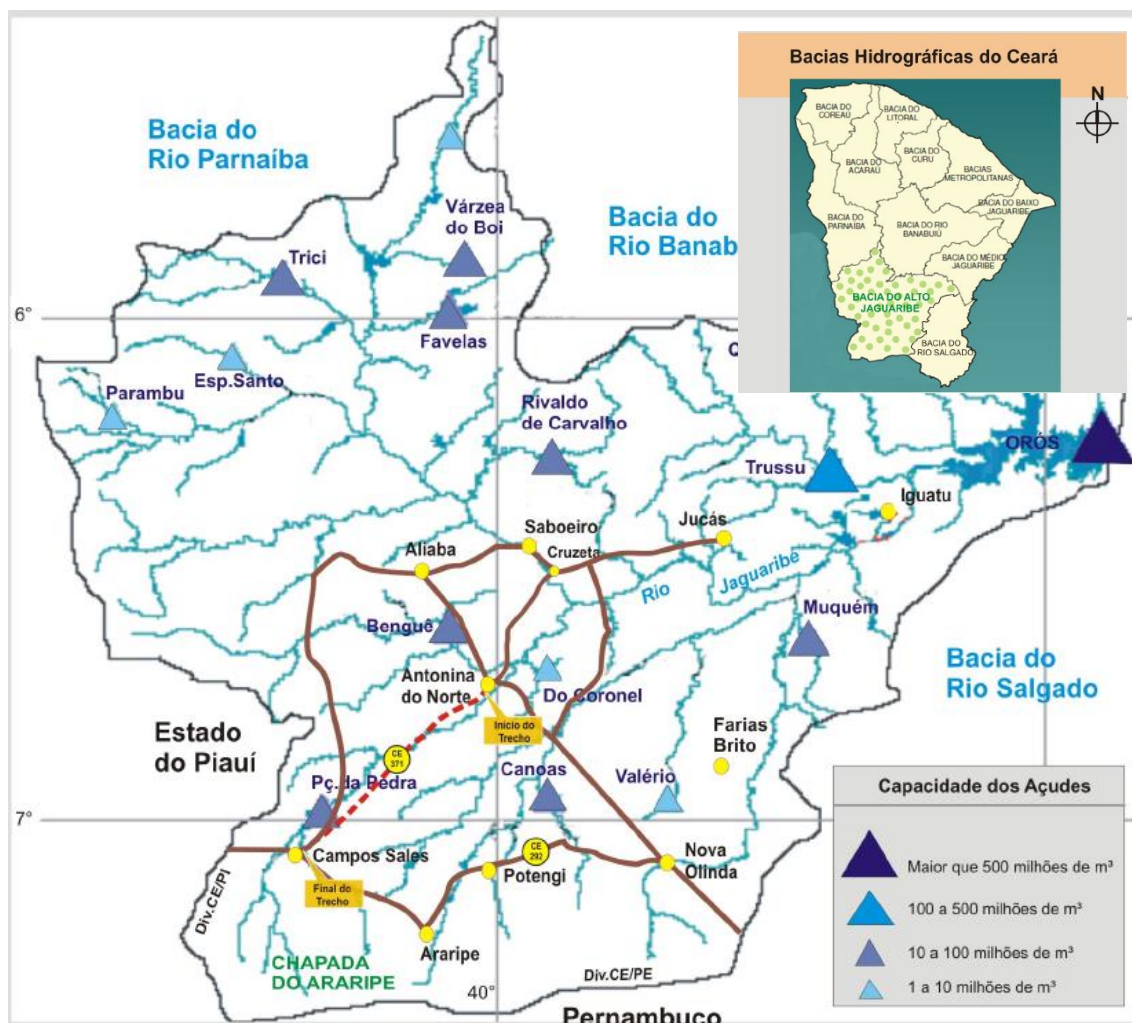 Bacias Hidrográficas do Ceará
N
BACIA DO
COREAÚ
BACIA DO
LITORAL
BACIA DO
CURU
BACIA DO
ACARAÚ
BACIAS
METROPOLITANAS
BACIA DO BAIXO
JAGUARIBE
BACIA DO
PARNAÍBA
BACIA DO RIO
BANABUIÚ
BACIA DO MÉDIO
JAGUARIBE
BACIA DO ALTO
JAGUARIBE
BACIA DO
RIO SALGADO
Bacia do
Rio Parnaíba
Bacia do
Rio Banab
Várzea
do Boi
Trici
6°
Favelas
Q
Esp.Santo
Parambu
Rivaldo
de Carvalho
ORÓS
Trussu
Iguatu
Saboeiro
Jucás
Aliaba
Cruzeta
Rio
Jaguaribe
Benguê
Muquém
Antonina
do Norte
Do Coronel
Bacia do
Rio Salgado
Início do
Trecho
Estado
do Piauí
Farias
Brito
CE
371
Pç.da Pedra
Canoas
Valério
7°
Campos Sales
CE
292
Potengi
Nova
Olinda
Final do
Trecho
Div.CE/PI
Araripe
CHAPADA
DO ARARIPE
Div.CE/PE
40°
Pernambuco
Capacidade dos Açudes
Maior que 500 milhões de m³
100 a 500 milhões de m³
10 a 100 milhões de m³
1 a 10 milhões de m³